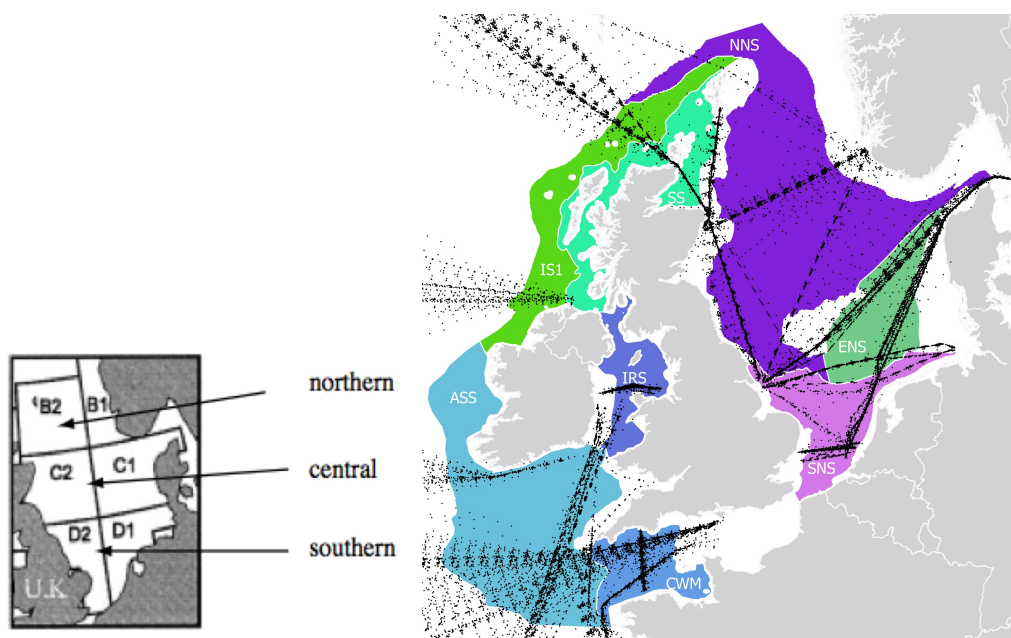 NNS
SS
IS1
ENS
ASS
IRS
SNS
CWM
B2
B1
northern
C2
C1
central
D2
D1
southern
U.K